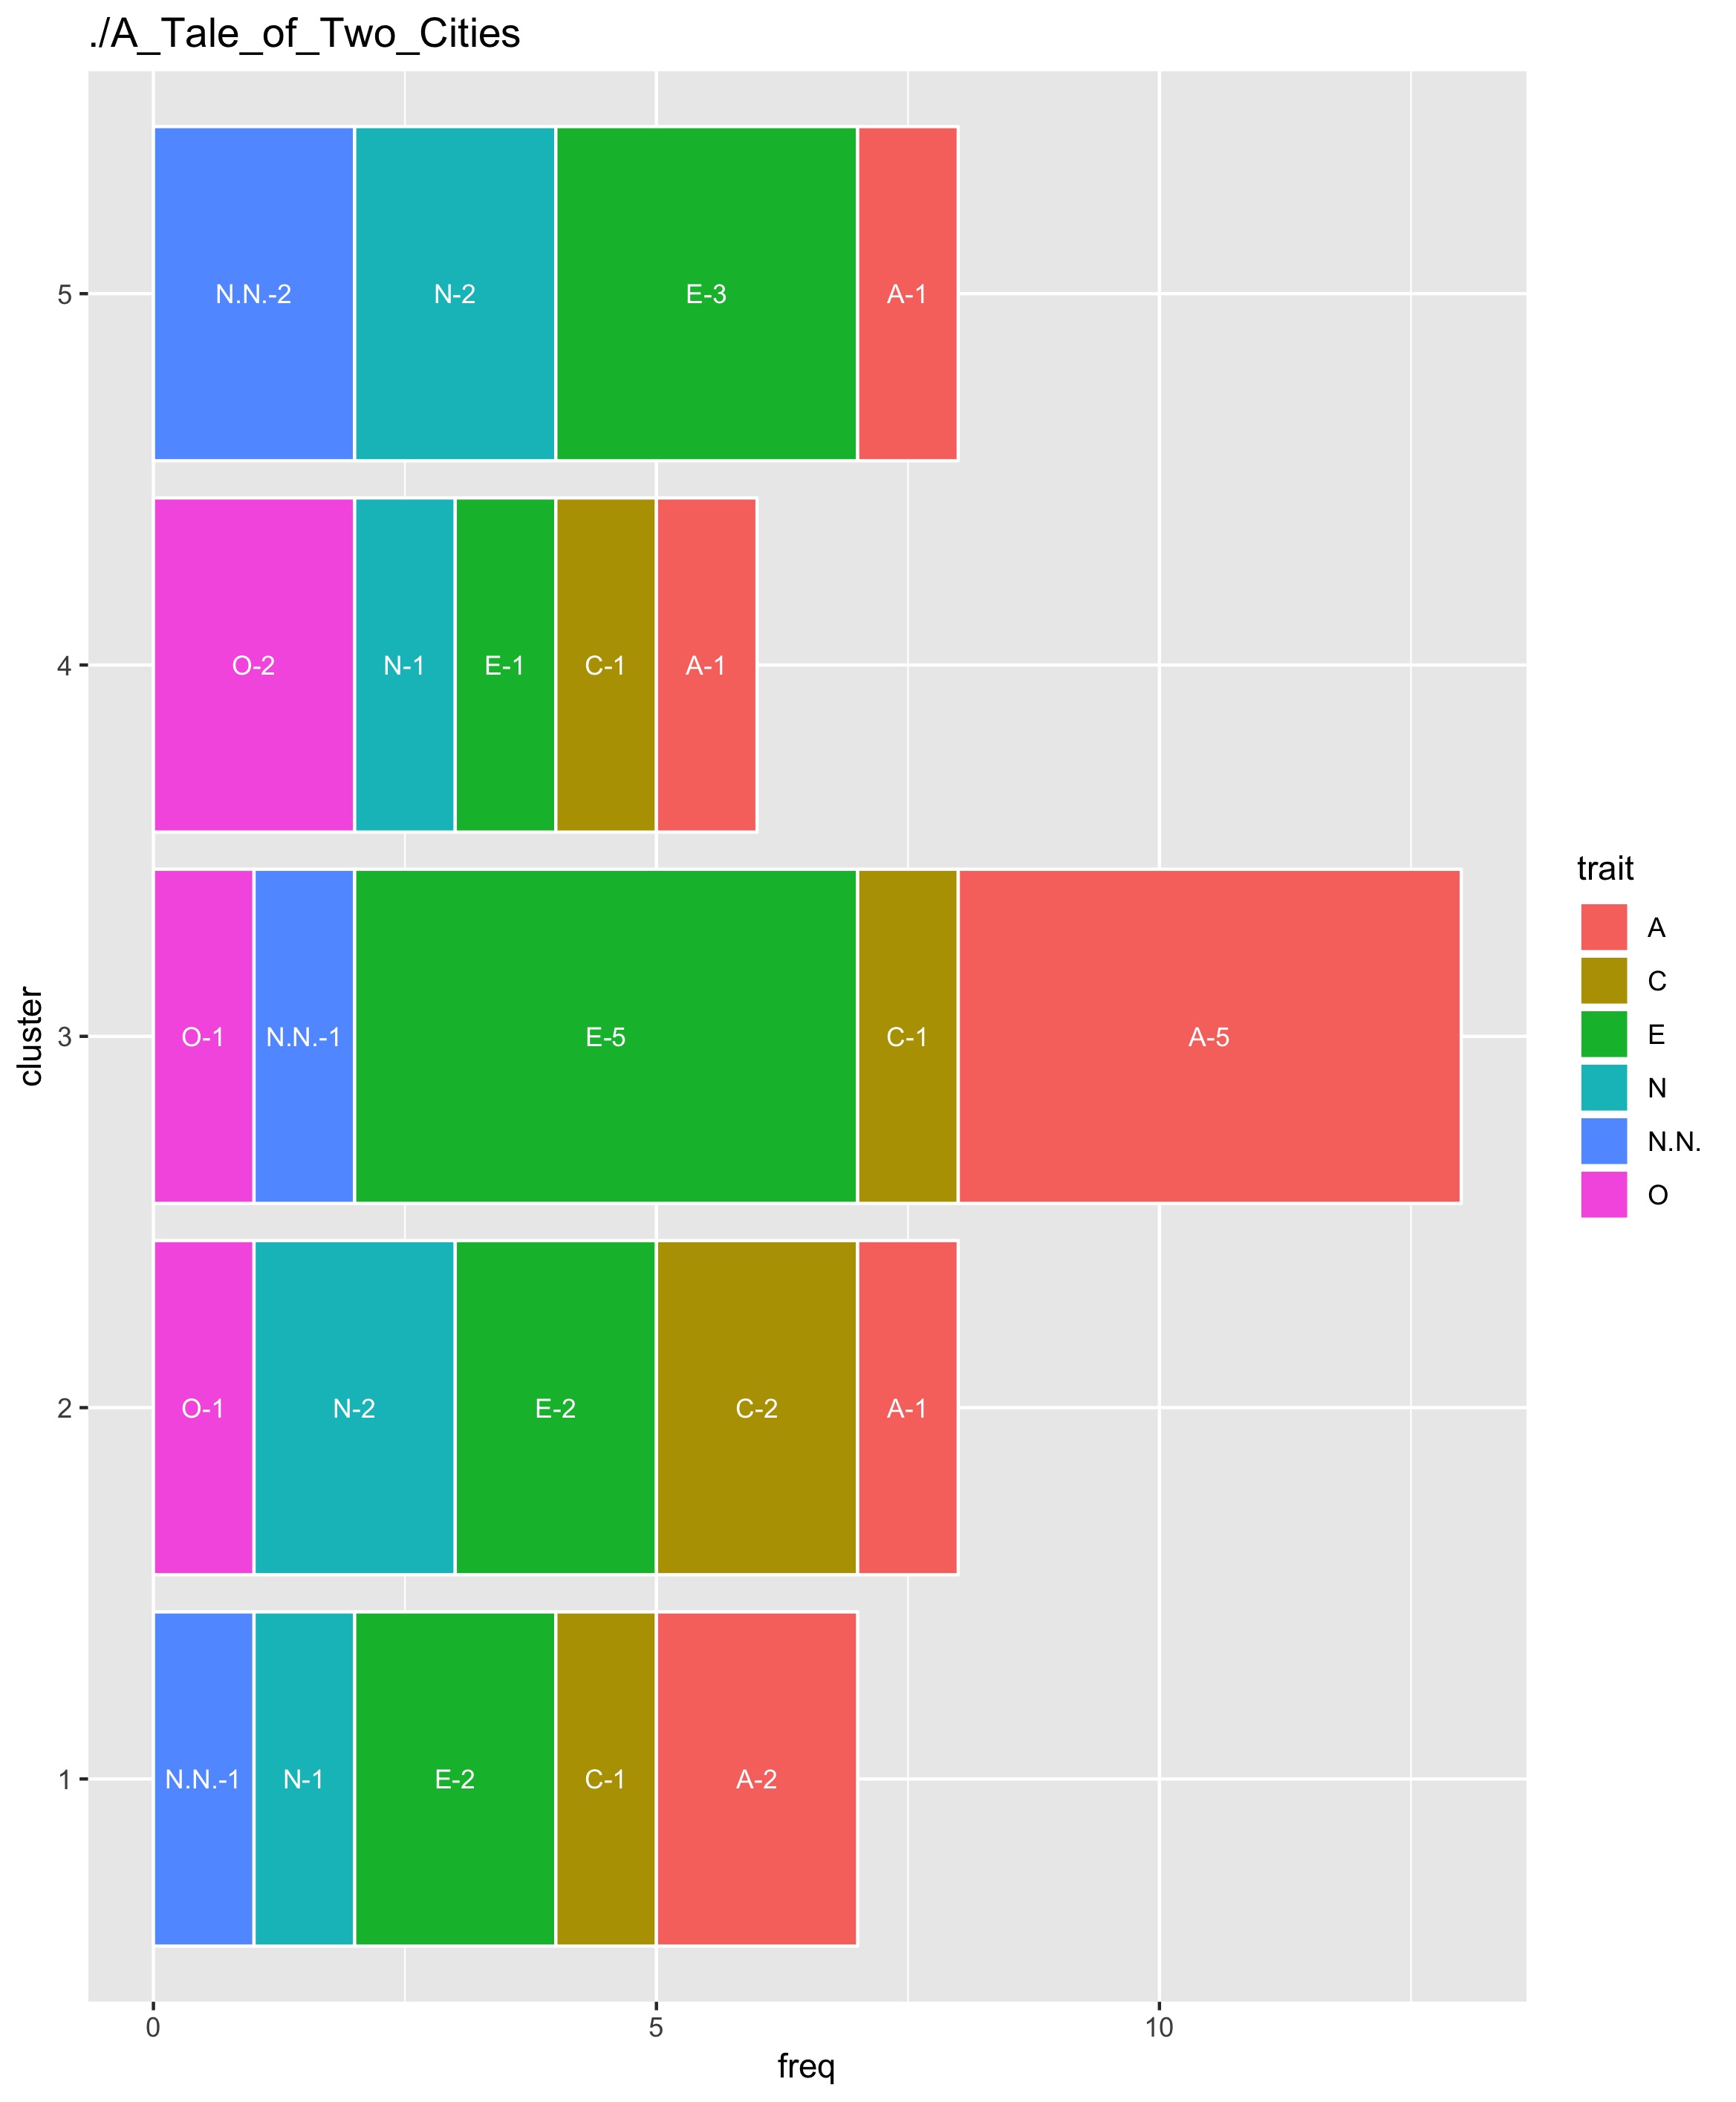 ./A_Tale_of_Two_Cities
5
N.N.-2 N-2 E-3 A-1
4
O-2 N-1 E-1 C-1 A-1
3
O-1 N.N.-1 E-5 C-1 A-5
2
O-1 N-2 E-2 C-2 A-1
1
N.N.-1 N-1 E-2 C-1 A-2
cluster
0 5 10
freq
trait
A
C
E
N
N.N.
O